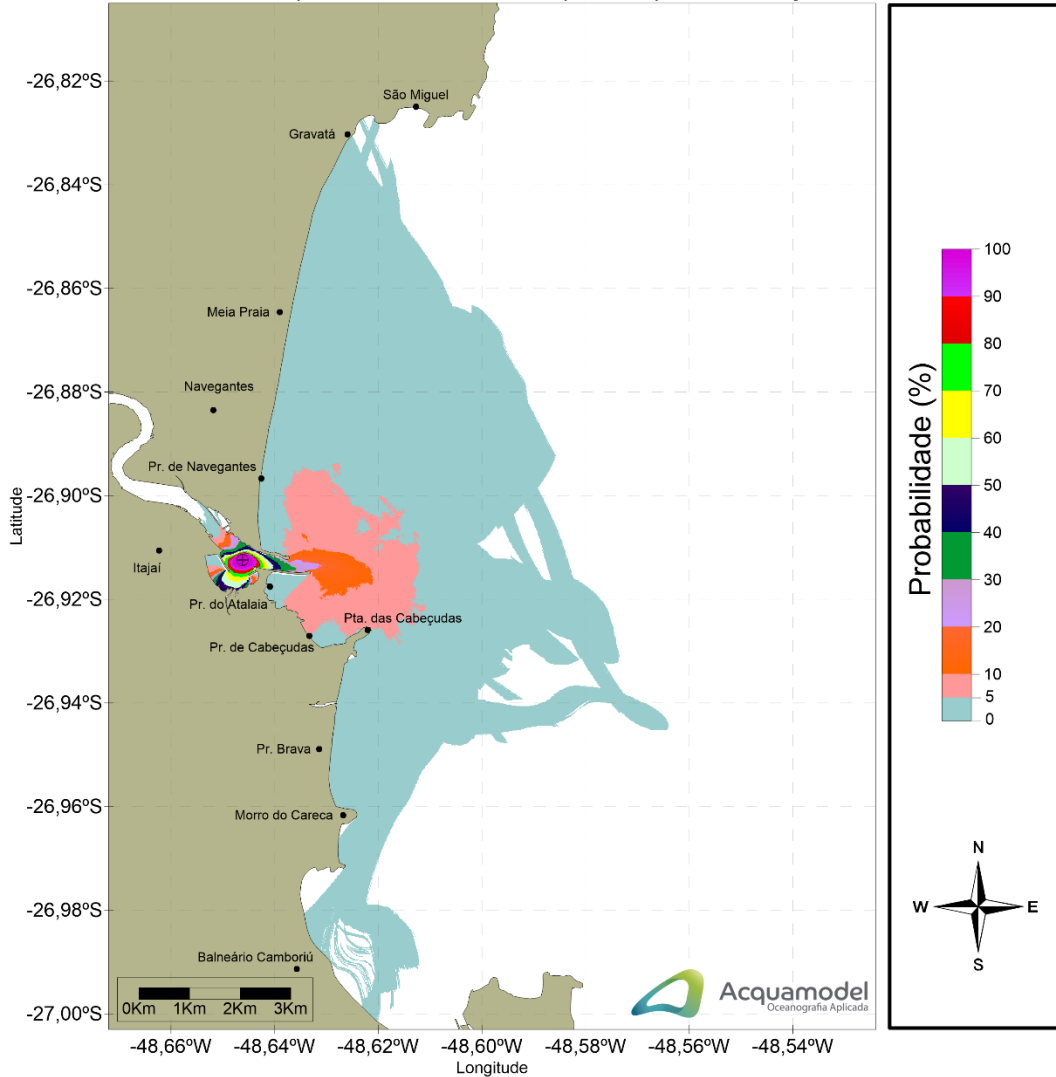 -26,82ºS
São Miguel
Gravatá
-26,84ºS
-26,86ºS
Meia Praia
-26,88ºS
Navegantes
Pr. de Navegantes
-26,90ºS
Latitude
Itajaí
-26,92ºS
Pr. do Atalaia
Pta. das Cabeçudas
Pr. de Cabeçudas
-26,94ºS
Pr. Brava
-26,96ºS
Morro do Careca
-26,98ºS
Balneário Camboriú
0Km 1Km 2Km 3Km
-27,00ºS
Acquamodel
Oceanografia Aplicada
-48,66ºW -48,64ºW -48,62ºW -48,60ºW -48,58ºW -48,56ºW -48,54ºW
Longitude
Probabilidade (%)
100
90
80
70
60
50
40
30
20
10
5
0
N
W E
S